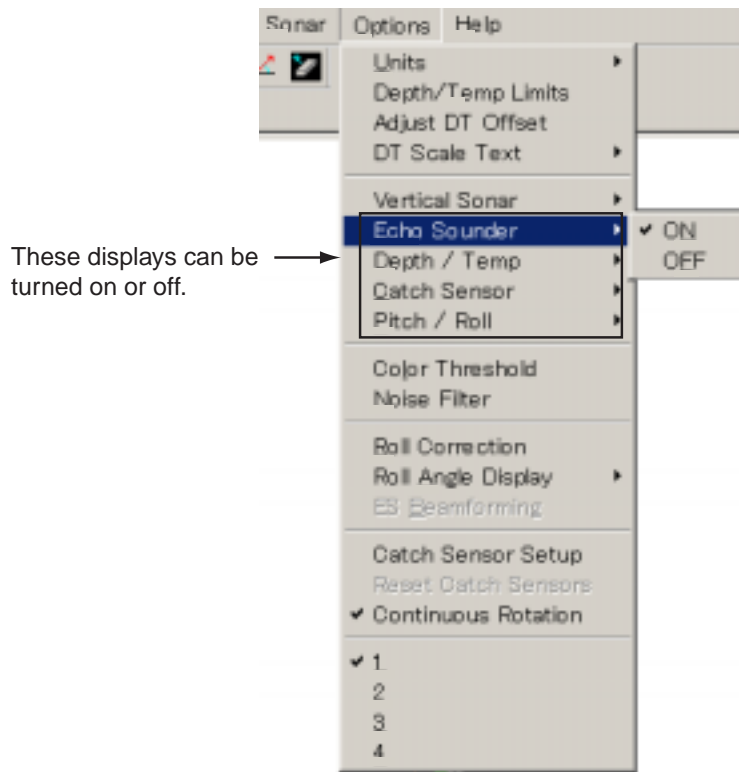 Sonar Options Help
Units
Depth/Temp Limits
Adjust DT Offset
DT Scale Text
Vertical Sonar
Echo Sounder
✔ ON
Depth / Temp
OFF
Catch Sensor
Pitch / Roll
These displays can be
turned on or off.
Color Threshold
Noise Filter
Roll Correction
Roll Angle Display
ES Beamforming
Catch Sensor Setup
Reset Catch Sensors
✔ Continuous Rotation
✔ 1
2
3
4